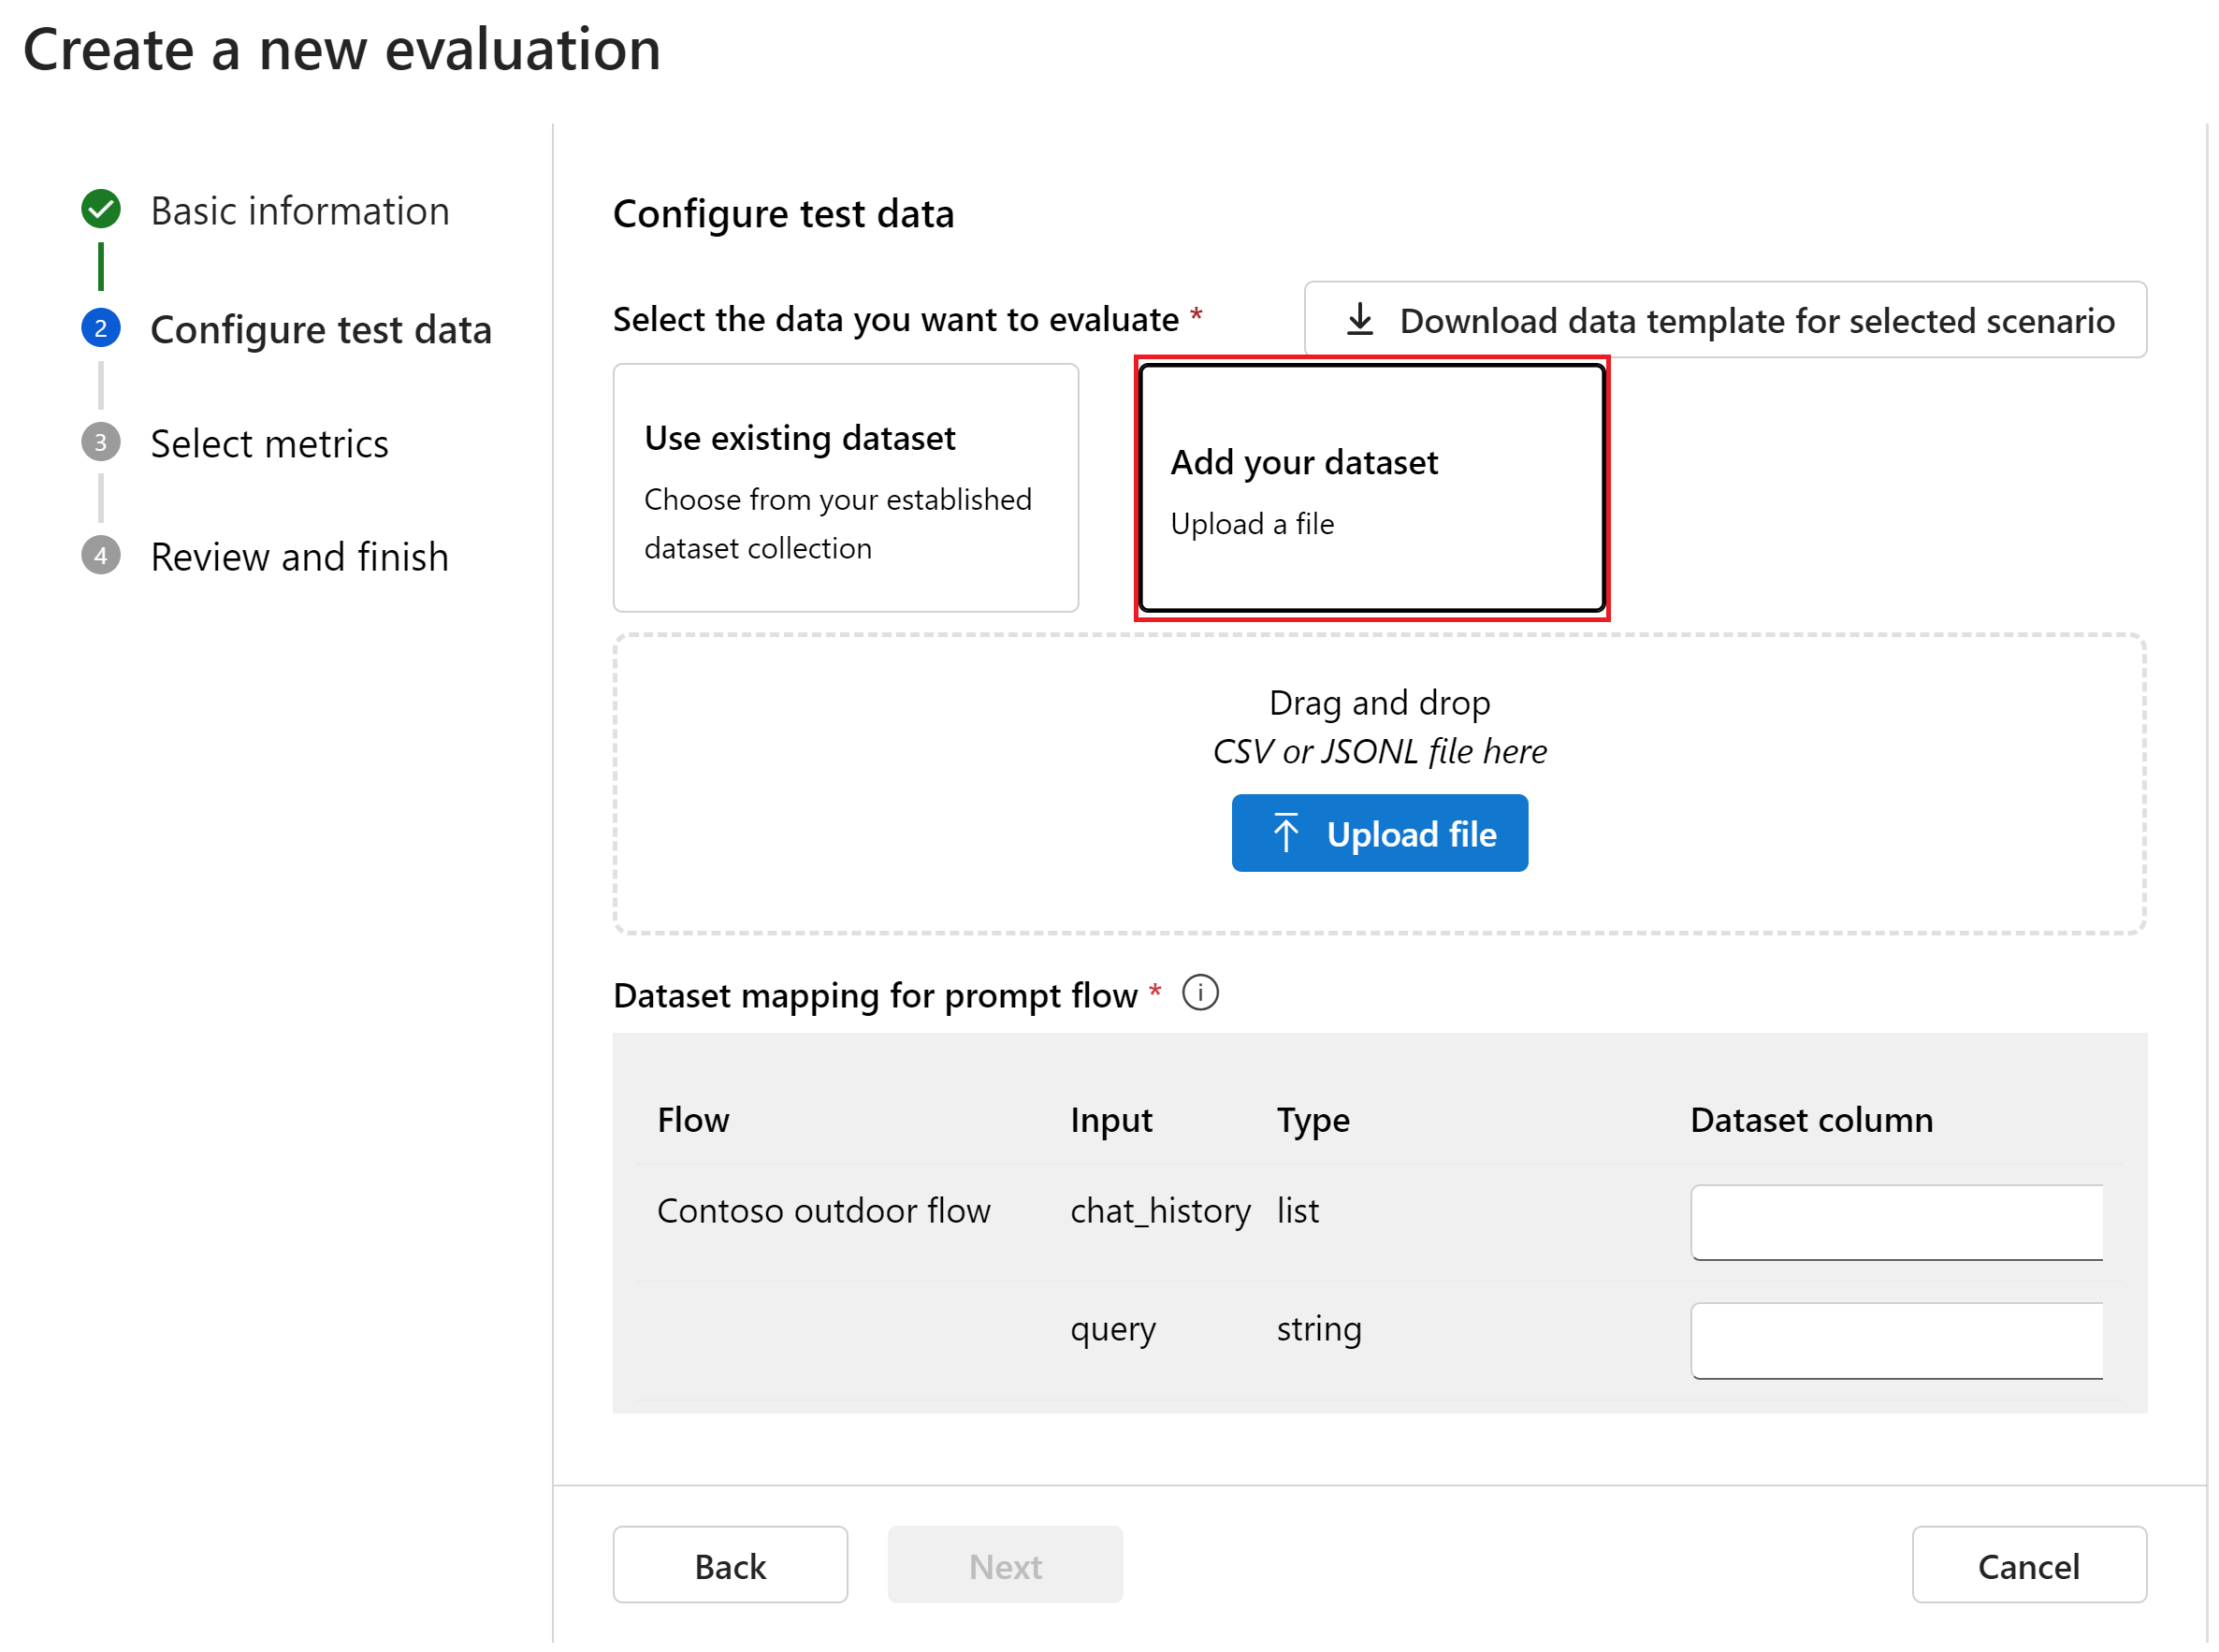 Create a new evaluation
Basic information
2 Configure test data
3 Select metrics
4 Review and finish
Configure test data
Select the data you want to evaluate *
Download data template for selected scenario
Use existing dataset
Choose from your established
dataset collection
Add your dataset
Upload a file
Drag and drop
CSV or JSONL file here
Upload file
Dataset mapping for prompt flow * i
Flow Input Type Dataset column
Contoso outdoor flow chat_history list
query string
Back Next Cancel